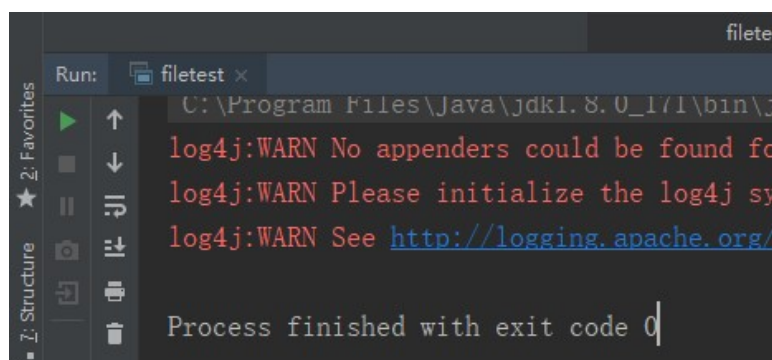 filete
Run: filetest ×
C:\Program Files\Java\jdk1.8.0_171\bin\j
log4j:WARN No appenders could be found fo
log4j:WARN Please initialize the log4j sy
log4j:WARN See http://logging.apache.org/
Process finished with exit code 0
2: Favorites
7: Structure